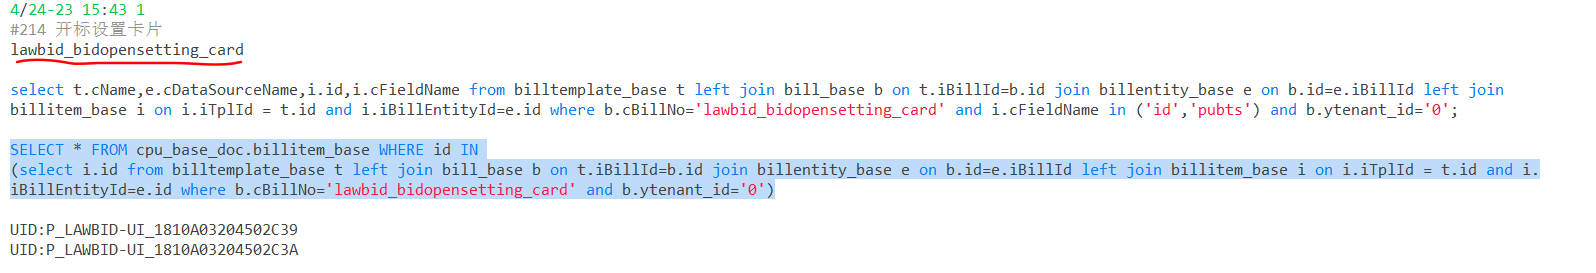 4/24-23 15:43 1
#214 开标设置卡片
lawbid_bidopensetting_card
select t.cName,e.cDataSourceName,i.id,i.cFieldName from billtemplate_base t left join bill_base b on t.iBillId=b.id join billentity_base e on b.id=e.iBillId left join
billitem_base i on i.iTplId = t.id and i.iBillEntityId=e.id where b.cBillNo='lawbid_bidopensetting_card' and i.cFieldName in ('id','pubts') and b.ytenant_id='0';
SELECT * FROM cpu_base_doc.billitem_base WHERE id IN
(select i.id from billtemplate_base t left join bill_base b on t.iBillId=b.id join billentity_base e on b.id=e.iBillId left join billitem_base i on i.iTplId = t.id and i.
iBillEntityId=e.id where b.cBillNo='lawbid_bidopensetting_card' and b.ytenant_id='0')
UID:P_LAWBID-UI_1810A03204502C39
UID:P_LAWBID-UI_1810A03204502C3A